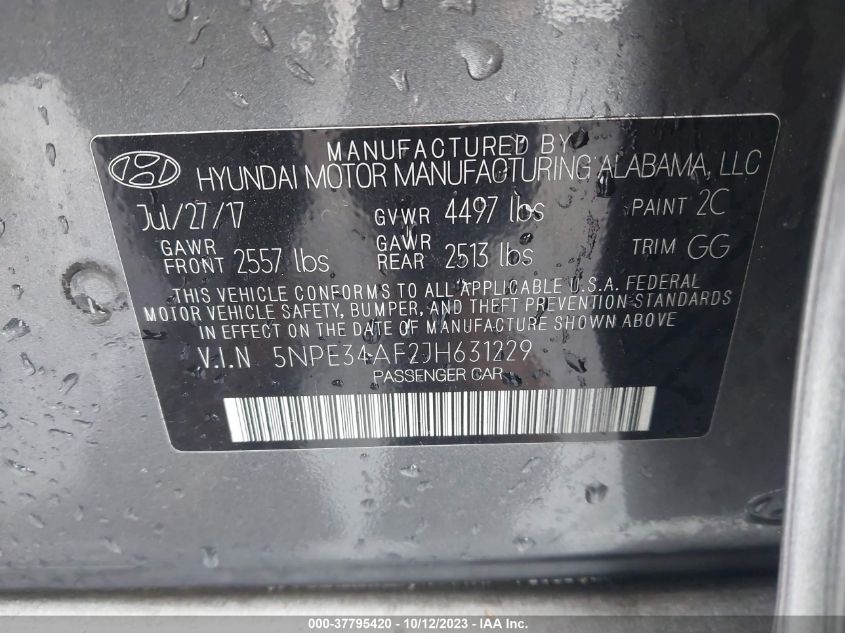 MANUFACTURED BY
HYUNDAI MOTOR MANUFACTURING ALABAMA, LLC
Jul/27/17 GVWR 4497 lbs PAINT 2C
GAWR FRONT 2557 lbs GAWR REAR 2513 lbs TRIM GG
THIS VEHICLE CONFORMS TO ALL APPLICABLE U.S.A. FEDERAL
MOTOR VEHICLE SAFETY, BUMPER, AND THEFT PREVENTION STANDARDS
IN EFFECT ON THE DATE OF MANUFACTURE SHOWN ABOVE.
V.I.N 5NPE34AF2JH631229
PASSENGER CAR
000-37795420 - 10/12/2023 - IAA Inc.